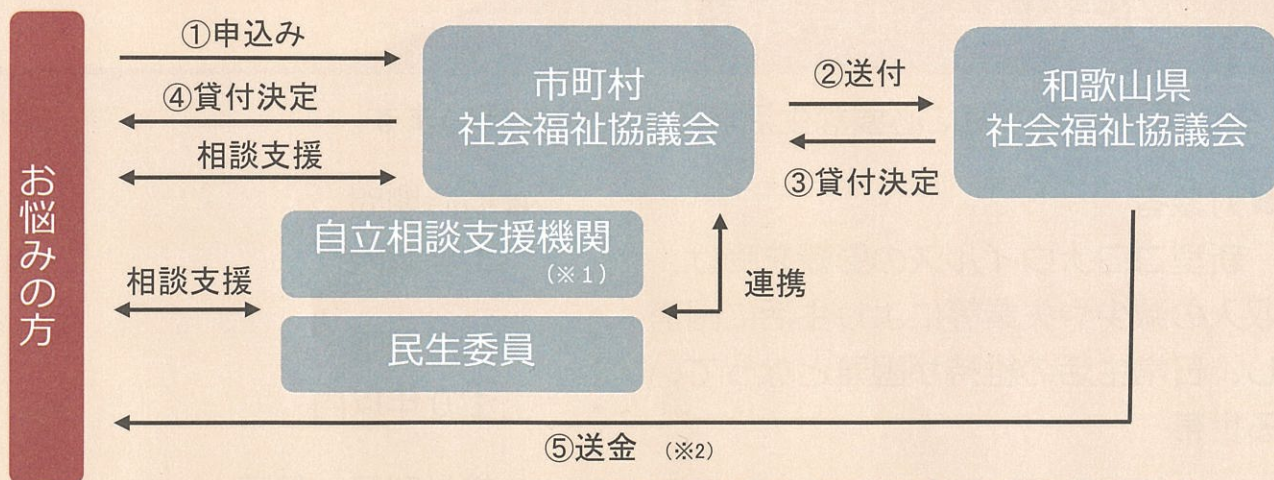 お悩みの方
①申込み
④貸付決定
相談支援
市町村
社会福祉協議会
②送付
③貸付決定
和歌山県
社会福祉協議会
相談支援
自立相談支援機関
(※1)
民生委員
連携
⑤送金 (※2)